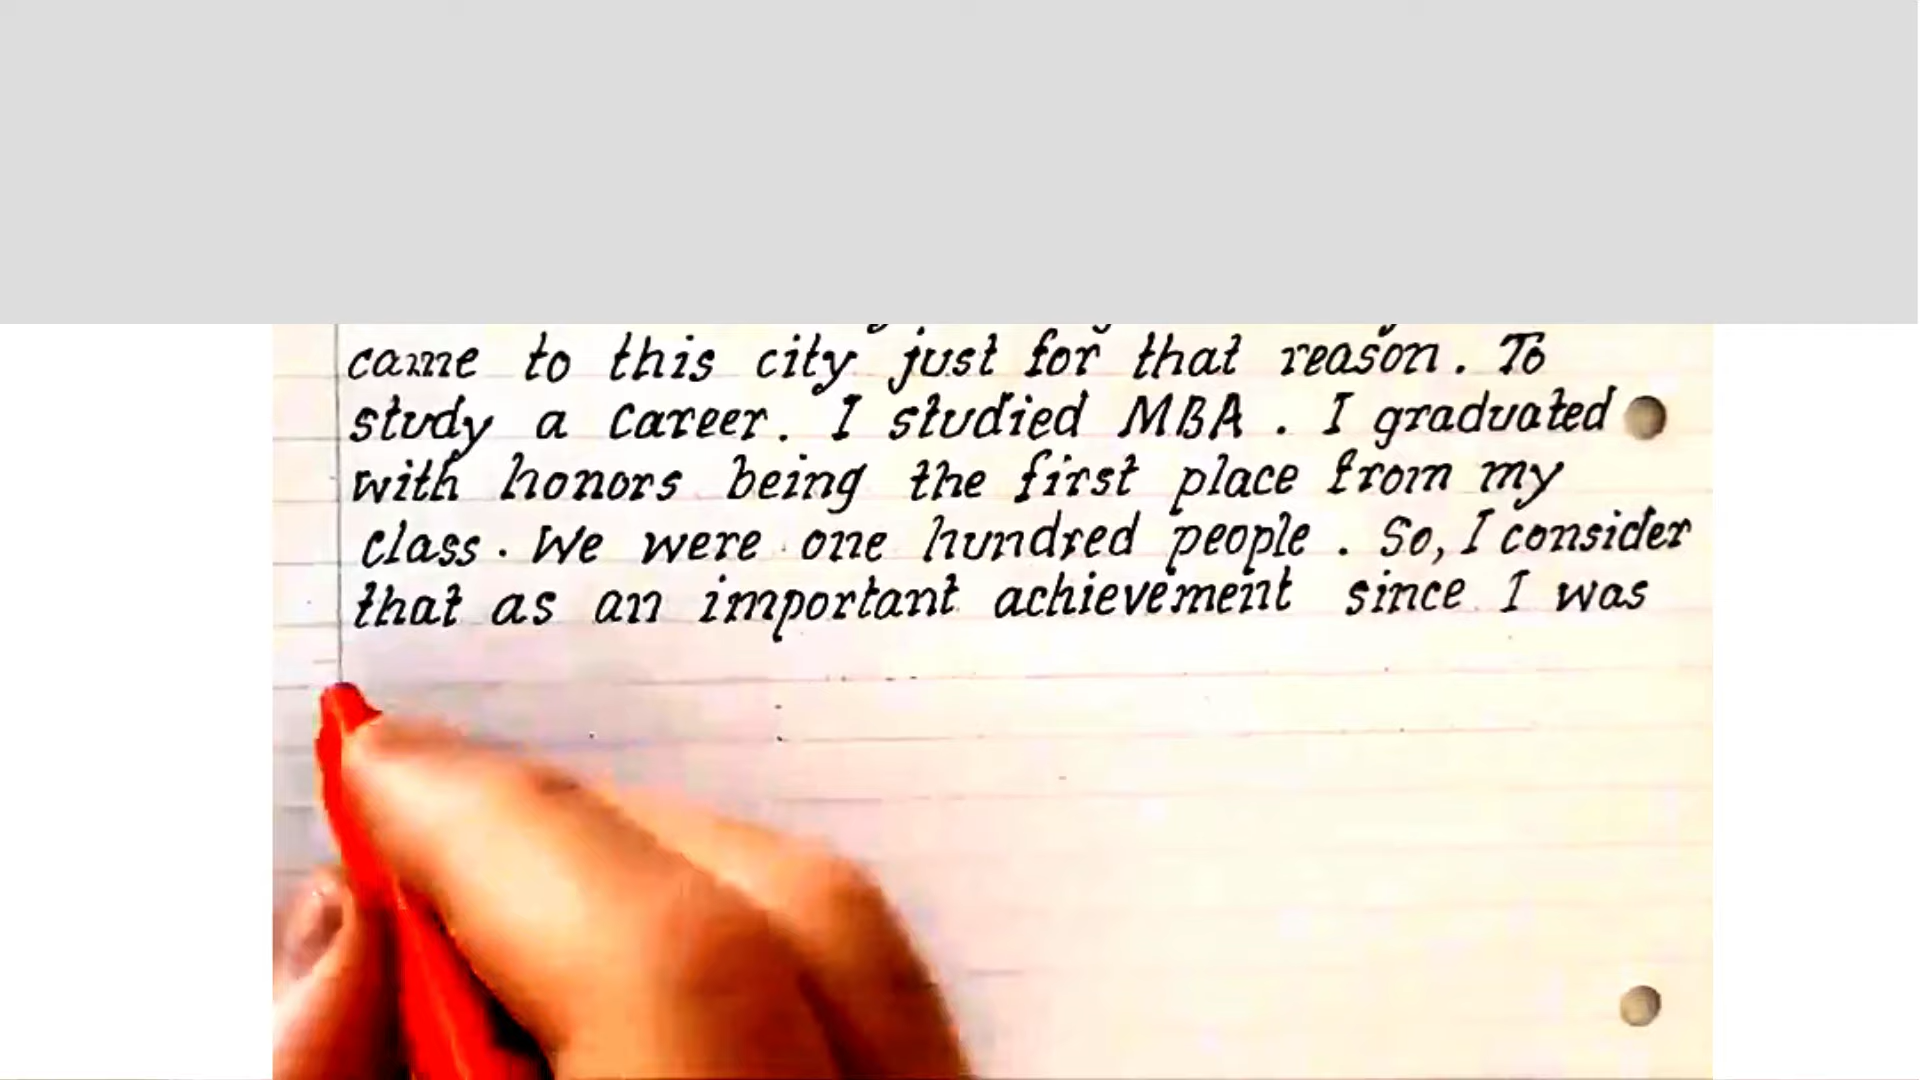 came to this city just for that reason. To
study a career. I studied MBA. I graduated
with honors being the first place from my
class. We were one hundred people. So, I consider
that as an important achievement since I was